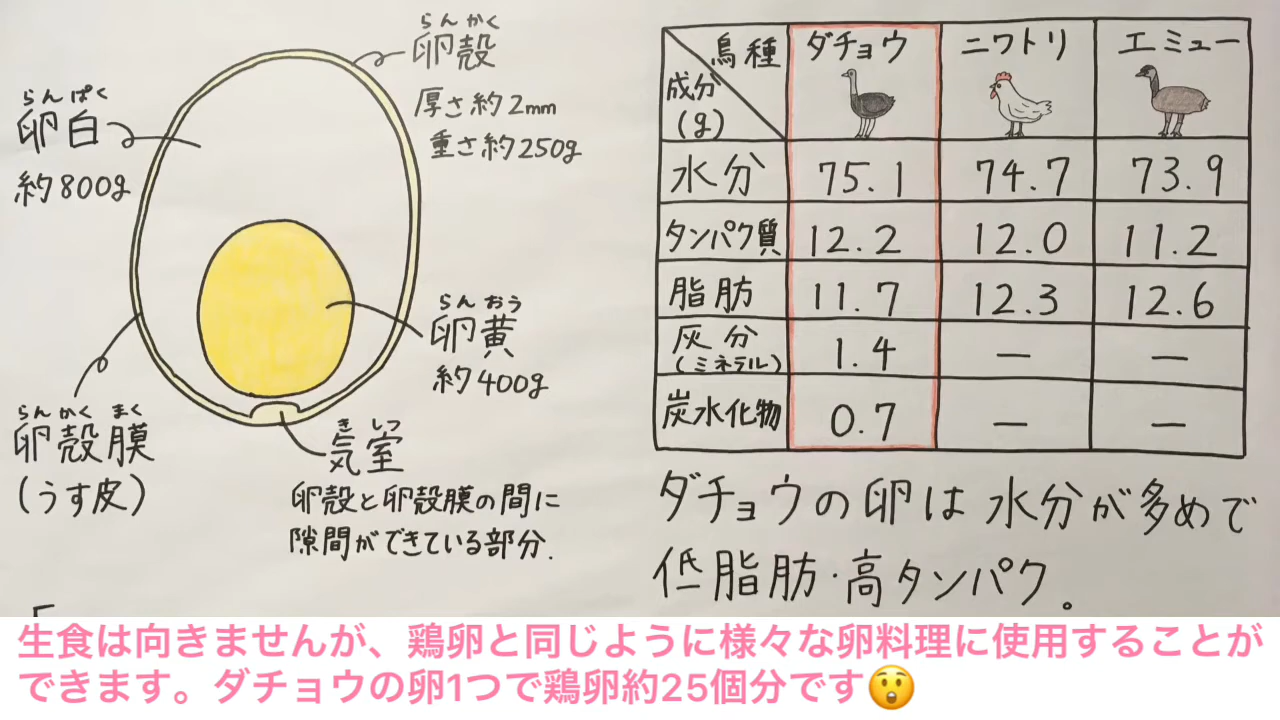 らんかく
卵殻
厚さ約2mm
重さ約250g
らんぱく
卵白
約800g
らんおう
卵黄
約400g
らんかくまく
卵殻膜
(うす皮)
きしつ
気室
卵殻と卵殻膜の間に
隙間ができている部分.
鳥種
成分
(g)
ダチョウ ニワトリ エミュー
水分 75.1 74.7 73.9
タンパク質 12.2 12.0 11.2
脂肪 11.7 12.3 12.6
灰分
(ミネラル) 1.4 ー ー
炭水化物 0.7 ー ー
ダチョウの卵は水分が多めで
低脂肪・高タンパク。
生食は向きませんが、鶏卵と同じように様々な卵料理に使用することが
できます。ダチョウの卵1つで鶏卵約25個分です😲